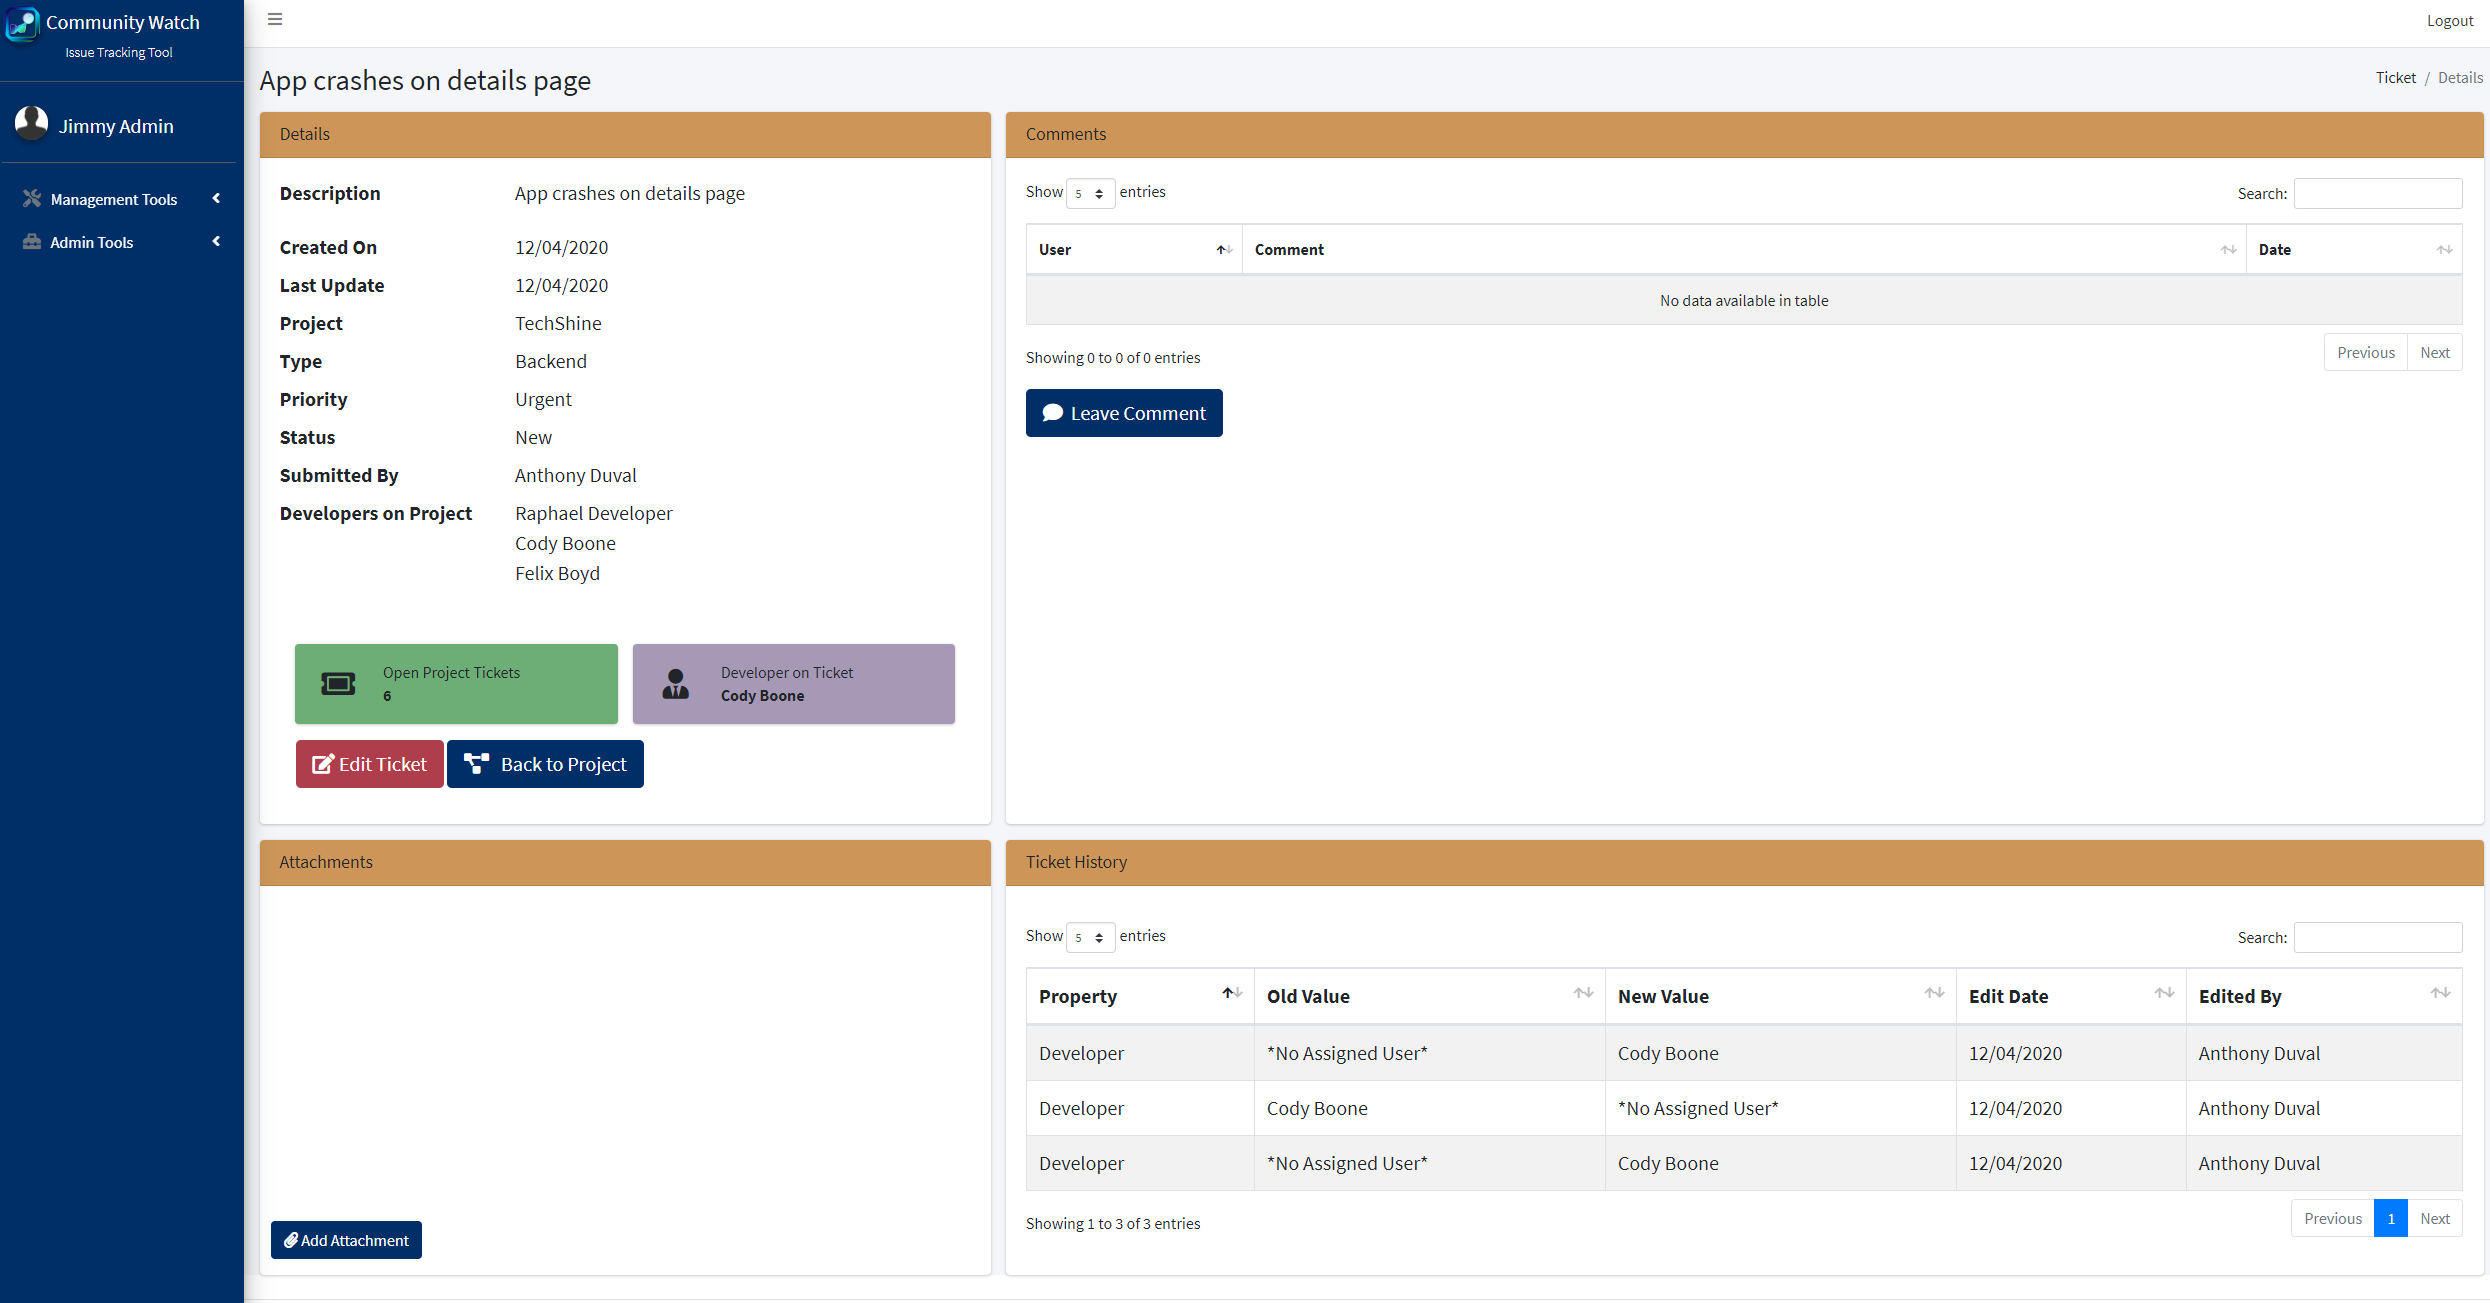 Community Watch
Issue Tracking Tool
Jimmy Admin
Management Tools
Admin Tools
Logout
App crashes on details page
Ticket / Details
Details
Description App crashes on details page
Created On 12/04/2020
Last Update 12/04/2020
Project TechShine
Type Backend
Priority Urgent
Status New
Submitted By Anthony Duval
Developers on Project Raphael Developer
Cody Boone
Felix Boyd
Open Project Tickets
6
Developer on Ticket
Cody Boone
Edit Ticket Back to Project
Comments
Show 5 entries Search:
User Comment Date
No data available in table
Showing 0 to 0 of 0 entries Previous Next
Leave Comment
Attachments
Add Attachment
Ticket History
Show 5 entries Search:
Property Old Value New Value Edit Date Edited By
Developer *No Assigned User* Cody Boone 12/04/2020 Anthony Duval
Developer Cody Boone *No Assigned User* 12/04/2020 Anthony Duval
Developer *No Assigned User* Cody Boone 12/04/2020 Anthony Duval
Showing 1 to 3 of 3 entries Previous 1 Next